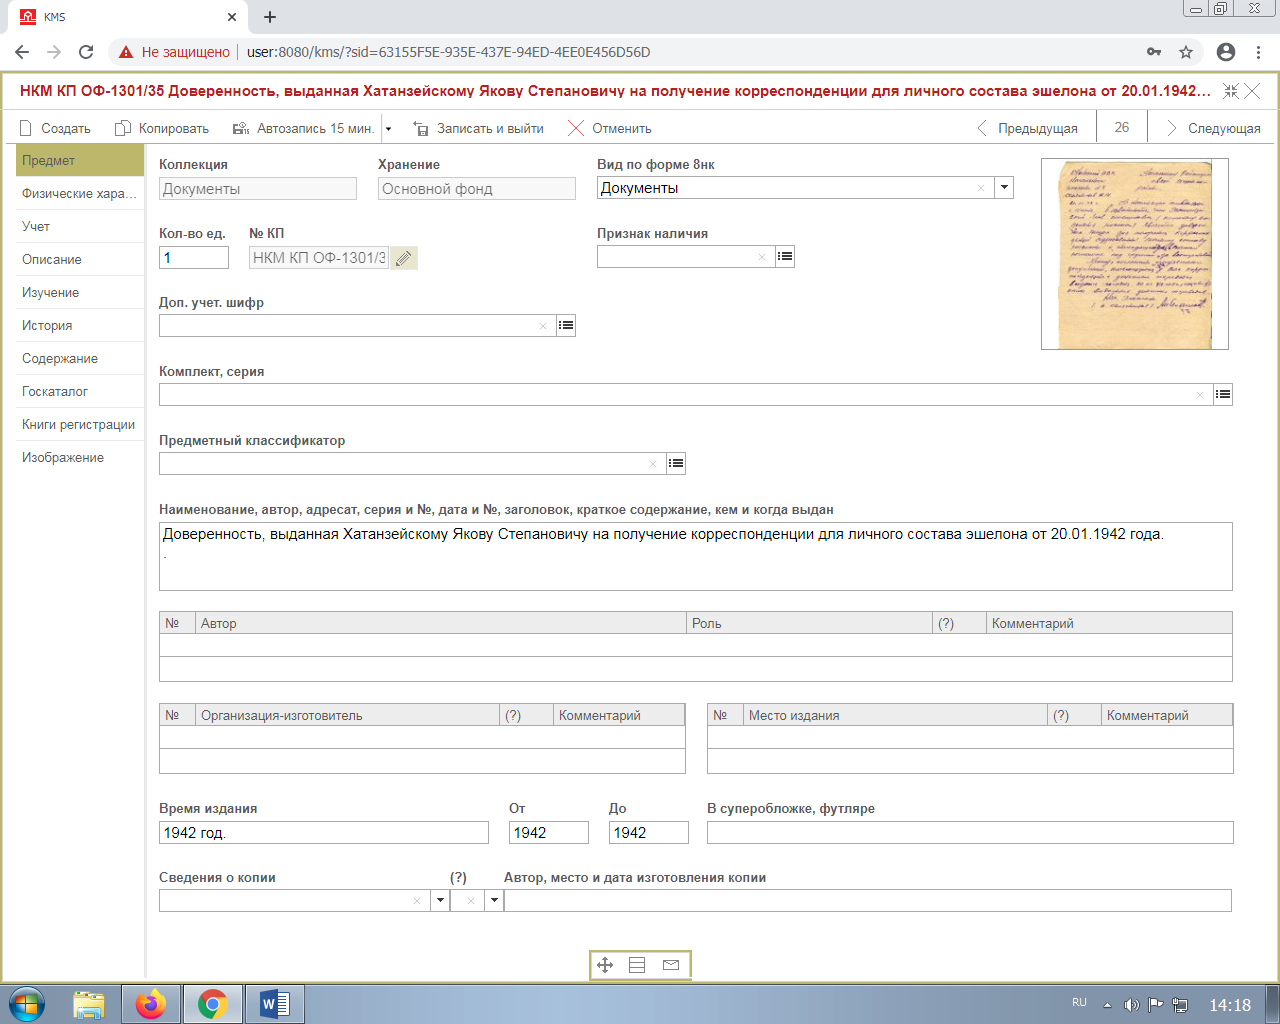 KMS
Не защищено user:8080/kms/?sid=63155F5E-935E-437E-94ED-4EE0E456D56D
НКМ КП ОФ-1301/35 Доверенность, выданная Хатанзейскому Якову Степановичу на получение корреспонденции для личного состава эшелона от 20.01.1942...
Создать Копировать Автозапись 15 мин. Записать и выйти Отменить Предыдущая 26 Следующая
Предмет
Физические хара...
Учет
Описание
Изучение
История
Содержание
Госкаталог
Книги регистрации
Изображение
Коллекция Хранение Вид по форме 8нк
Документы Основной фонд Документы
Кол-во ед. № КП Признак наличия
1 НКМ КП ОФ-1301/3
Доп. учет. шифр
Комплект, серия
Предметный классификатор
Наименование, автор, адресат, серия и №, дата и №, заголовок, краткое содержание, кем и когда выдан
Доверенность, выданная Хатанзейскому Якову Степановичу на получение корреспонденции для личного состава эшелона от 20.01.1942 года.
.
№ Автор Роль (?) Комментарий
№ Организация-изготовитель (?) Комментарий № Место издания (?) Комментарий
Время издания От До В суперобложке, футляре
1942 год. 1942 1942
Сведения о копии (?) Автор, место и дата изготовления копии
RU 14:18